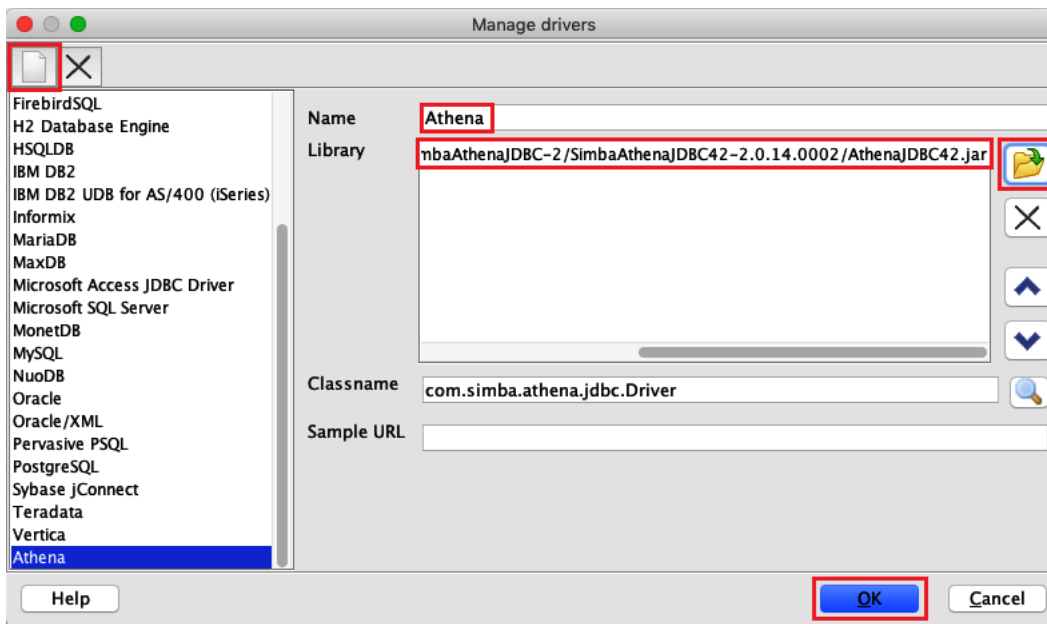 Manage drivers
FirebirdSQL
H2 Database Engine
HSQLDB
IBM DB2
IBM DB2 UDB for AS/400 (iSeries)
Informix
MariaDB
MaxDB
Microsoft Access JDBC Driver
Microsoft SQL Server
MonetDB
MySQL
NuoDB
Oracle
Oracle/XML
Pervasive PSQL
PostgreSQL
Sybase jConnect
Teradata
Vertica
Athena
Name Athena
Library mbaAthenaJDBC-2/SimbaAthenaJDBC42-2.0.14.0002/AthenaJDBC42.jar
Classname com.simba.athena.jdbc.Driver
Sample URL
Help OK Cancel